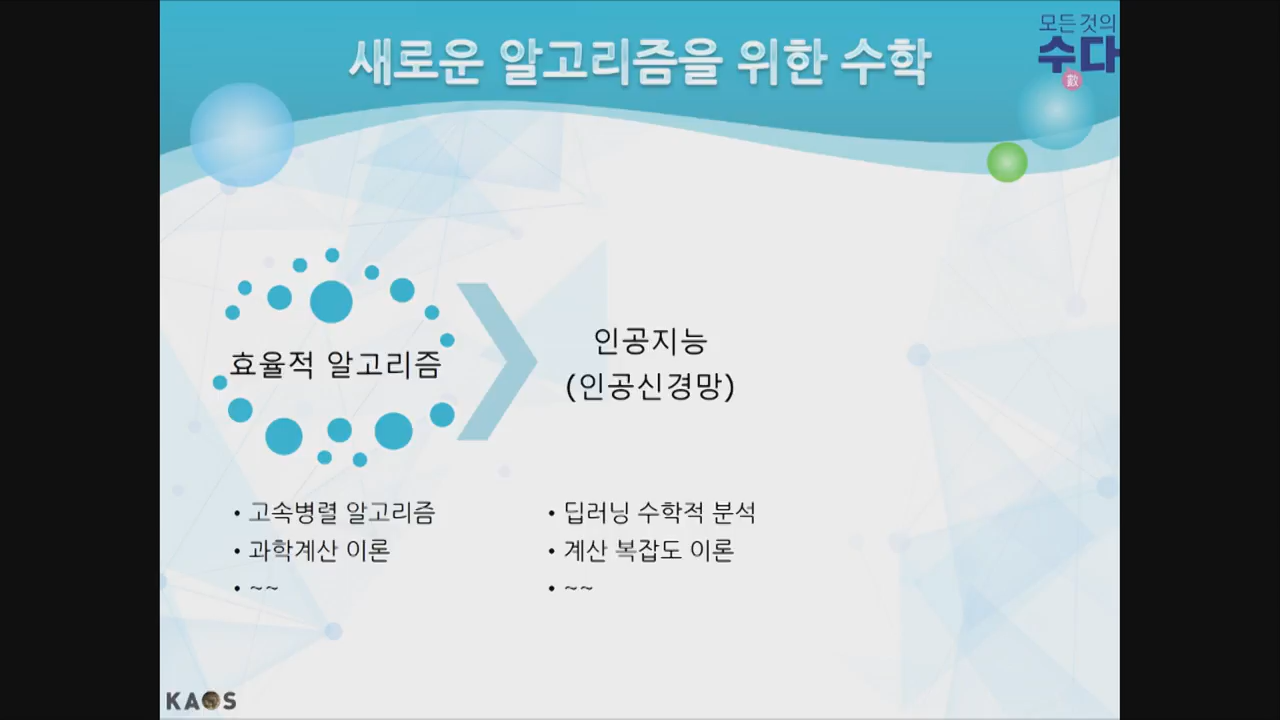 새로운 알고리즘을 위한 수학
모든 것의
수다
數
효율적 알고리즘
인공지능
(인공신경망)
• 고속병렬 알고리즘
• 과학계산 이론
• ~~
• 딥러닝 수학적 분석
• 계산 복잡도 이론
• ~~
KAOS